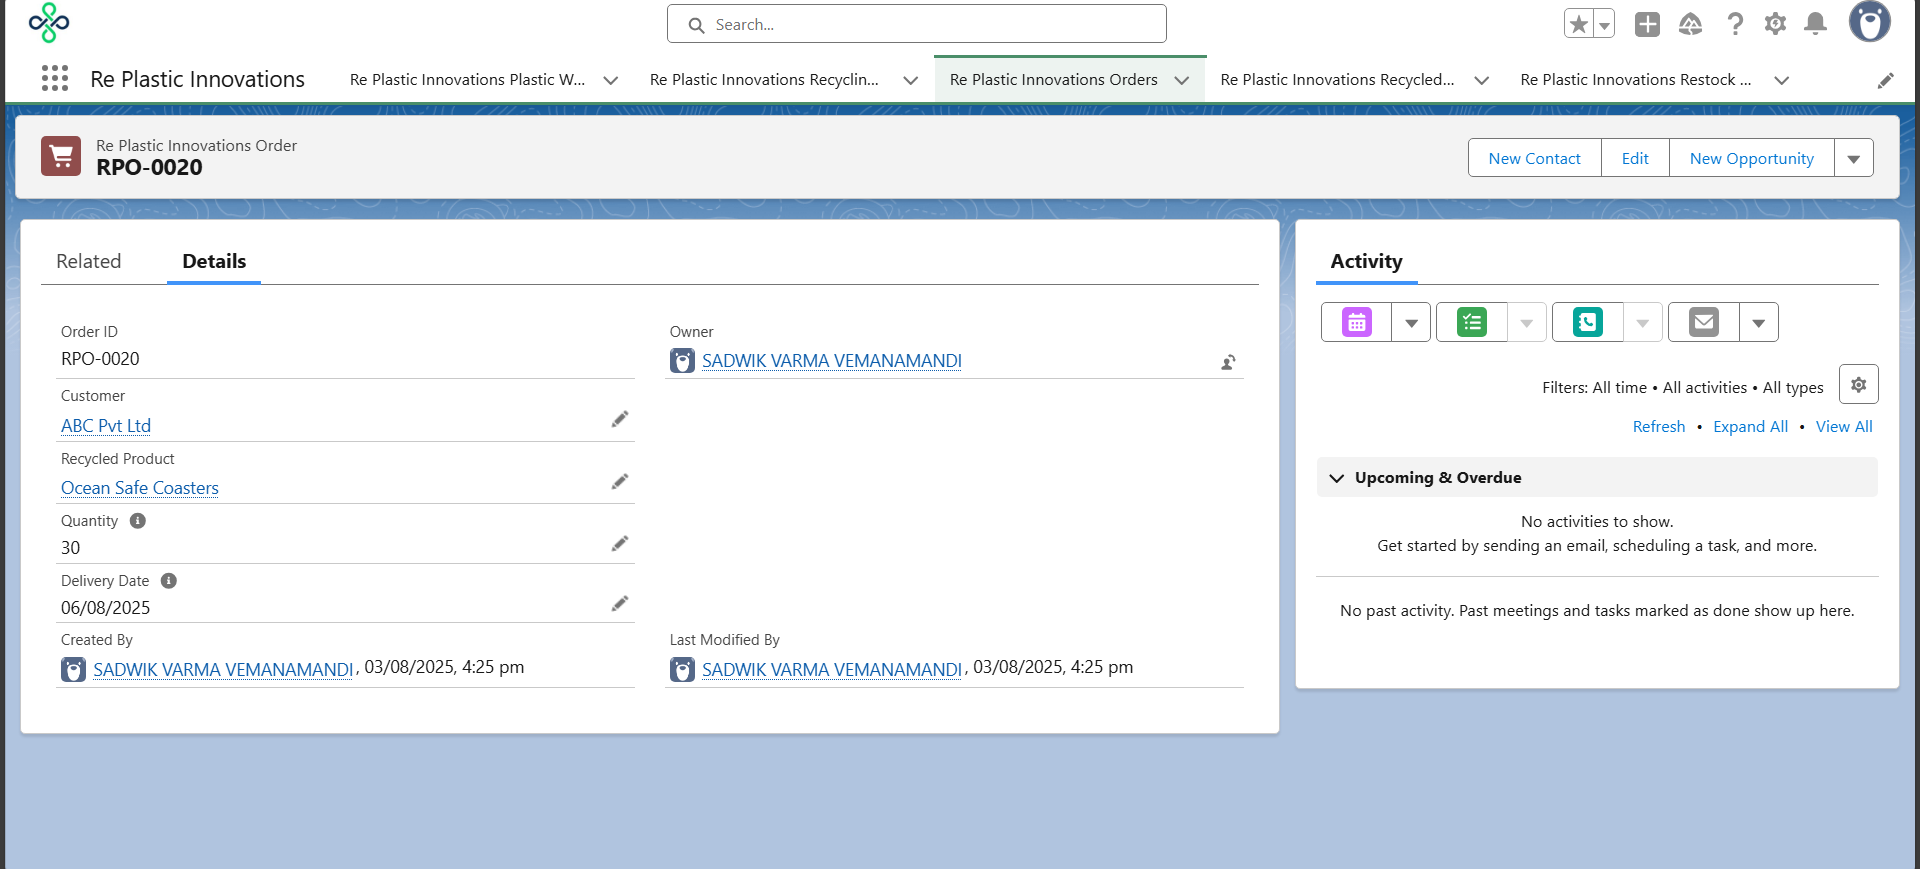 Search...
Re Plastic Innovations
Re Plastic Innovations Plastic W...
Re Plastic Innovations Recyclin...
Re Plastic Innovations Orders
Re Plastic Innovations Recycled...
Re Plastic Innovations Restock ...
Re Plastic Innovations Order
RPO-0020
New Contact
Edit
New Opportunity
Related
Details
Order ID
RPO-0020
Owner
SADWIK VARMA VEMANAMANDI
Customer
ABC Pvt Ltd
Recycled Product
Ocean Safe Coasters
Quantity
30
Delivery Date
06/08/2025
Created By
SADWIK VARMA VEMANAMANDI, 03/08/2025, 4:25 pm
Last Modified By
SADWIK VARMA VEMANAMANDI, 03/08/2025, 4:25 pm
Activity
Filters: All time • All activities • All types
Refresh • Expand All • View All
Upcoming & Overdue
No activities to show.
Get started by sending an email, scheduling a task, and more.
No past activity. Past meetings and tasks marked as done show up here.